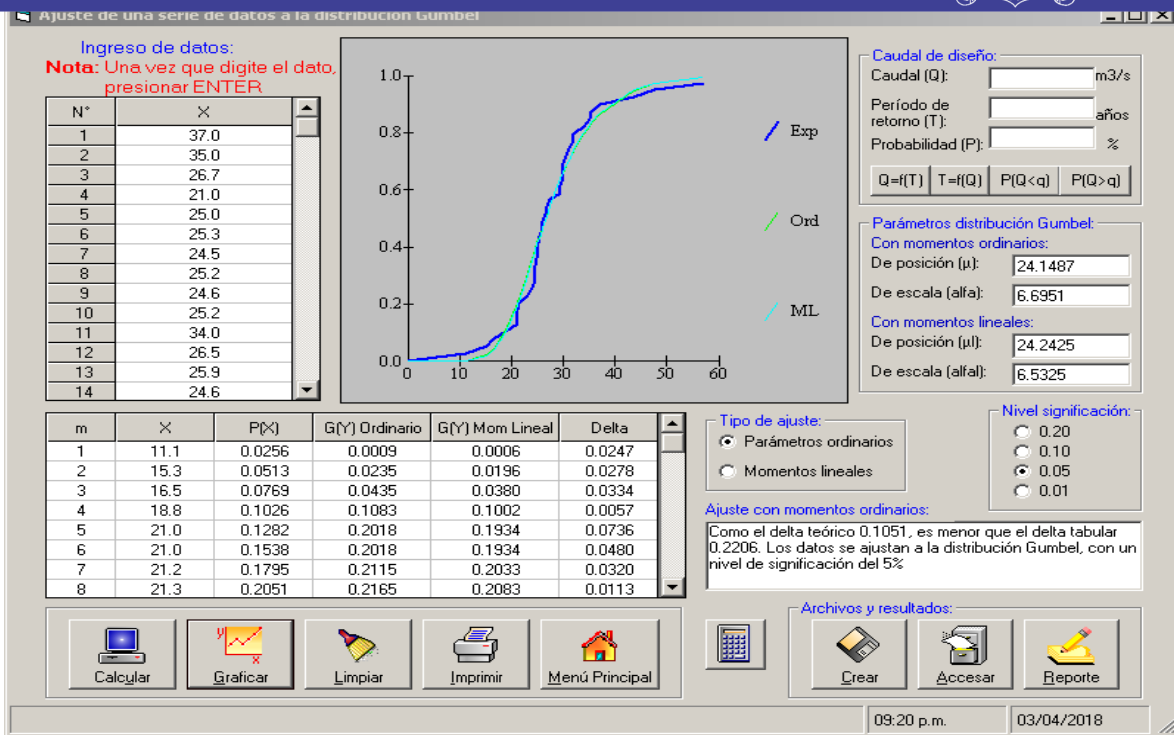 Ajuste de una serie de datos a la distribución Gumbel
Ingreso de datos:
Nota: Una vez que digite el dato,
presionar ENTER
N° X
1 37.0
2 35.0
3 26.7
4 21.0
5 25.0
6 25.3
7 24.5
8 25.2
9 24.6
10 25.2
11 34.0
12 26.5
13 25.9
14 24.6
1.0
0.8
0.6
0.4
0.2
0.0
0 10 20 30 40 50 60
Exp
Ord
ML
Caudal de diseño:
Caudal (Q): m3/s
Período de
retorno (T): años
Probabilidad (P): %
Q=f(T) T=f(Q) P(Q<q) P(Q>q)
Parámetros distribución Gumbel:
Con momentos ordinarios:
De posición (µ): 24.1487
De escala (alfa): 6.6951
Con momentos lineales:
De posición (µl): 24.2425
De escala (alfal): 6.5325
m X P(X) G(Y) Ordinario G(Y) Mom Lineal Delta
1 11.1 0.0256 0.0009 0.0006 0.0247
2 15.3 0.0513 0.0235 0.0196 0.0278
3 16.5 0.0769 0.0435 0.0380 0.0334
4 18.8 0.1026 0.1083 0.1002 0.0057
5 21.0 0.1282 0.2018 0.1934 0.0736
6 21.0 0.1538 0.2018 0.1934 0.0480
7 21.2 0.1795 0.2115 0.2033 0.0320
8 21.3 0.2051 0.2165 0.2083 0.0113
Tipo de ajuste:
Parámetros ordinarios
Momentos lineales
Nivel significación:
0.20
0.10
0.05
0.01
Ajuste con momentos ordinarios:
Como el delta teórico 0.1051, es menor que el delta tabular
0.2206. Los datos se ajustan a la distribución Gumbel, con un
nivel de significación del 5%
Calcular Graficar Limpiar Imprimir Menú Principal
Archivos y resultados:
Crear Accesar Reporte
09:20 p.m. 03/04/2018